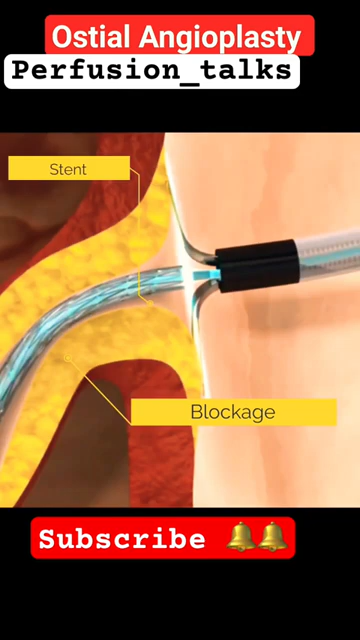 Ostial Angioplasty
Perfusion_talks
Stent
Blockage
Subscribe 🔔🔔